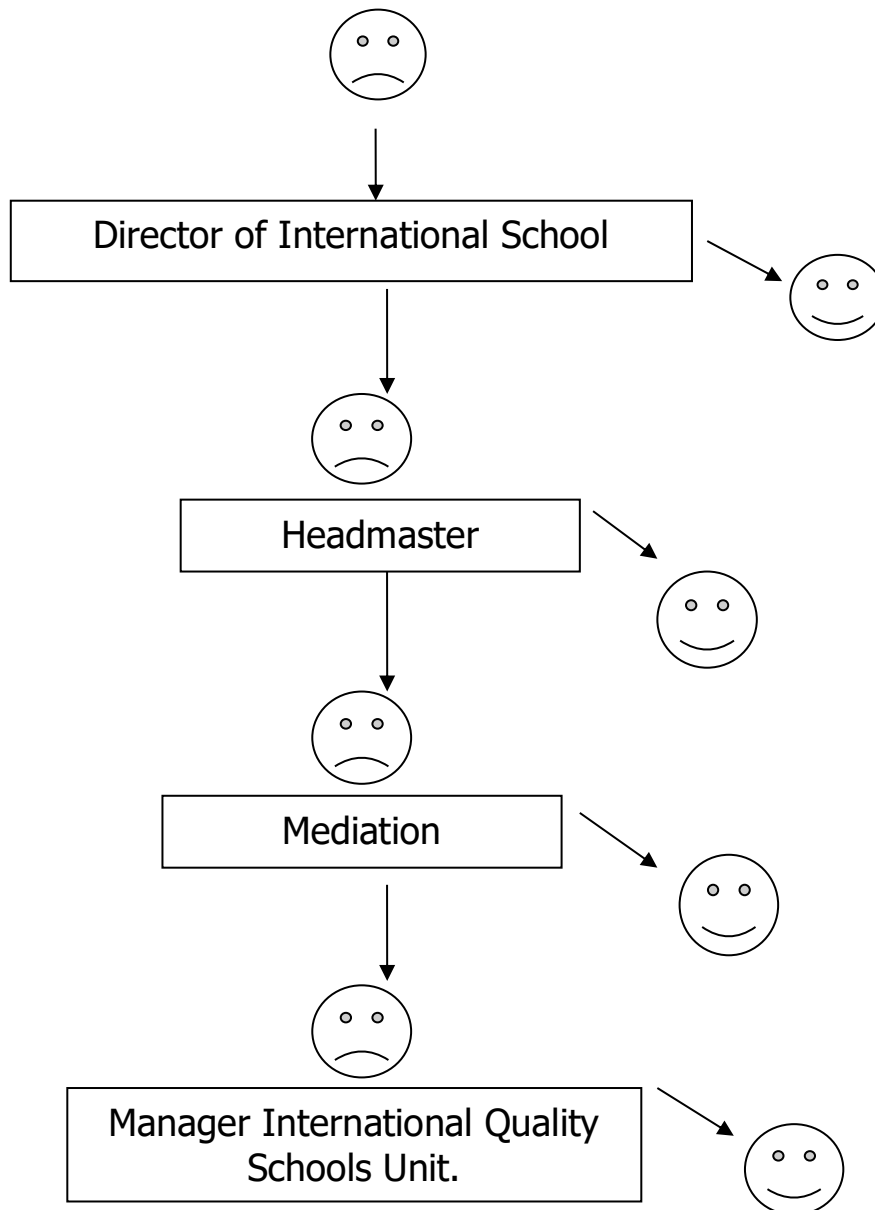 Director of International School
Headmaster
Mediation
Manager International Quality
Schools Unit.